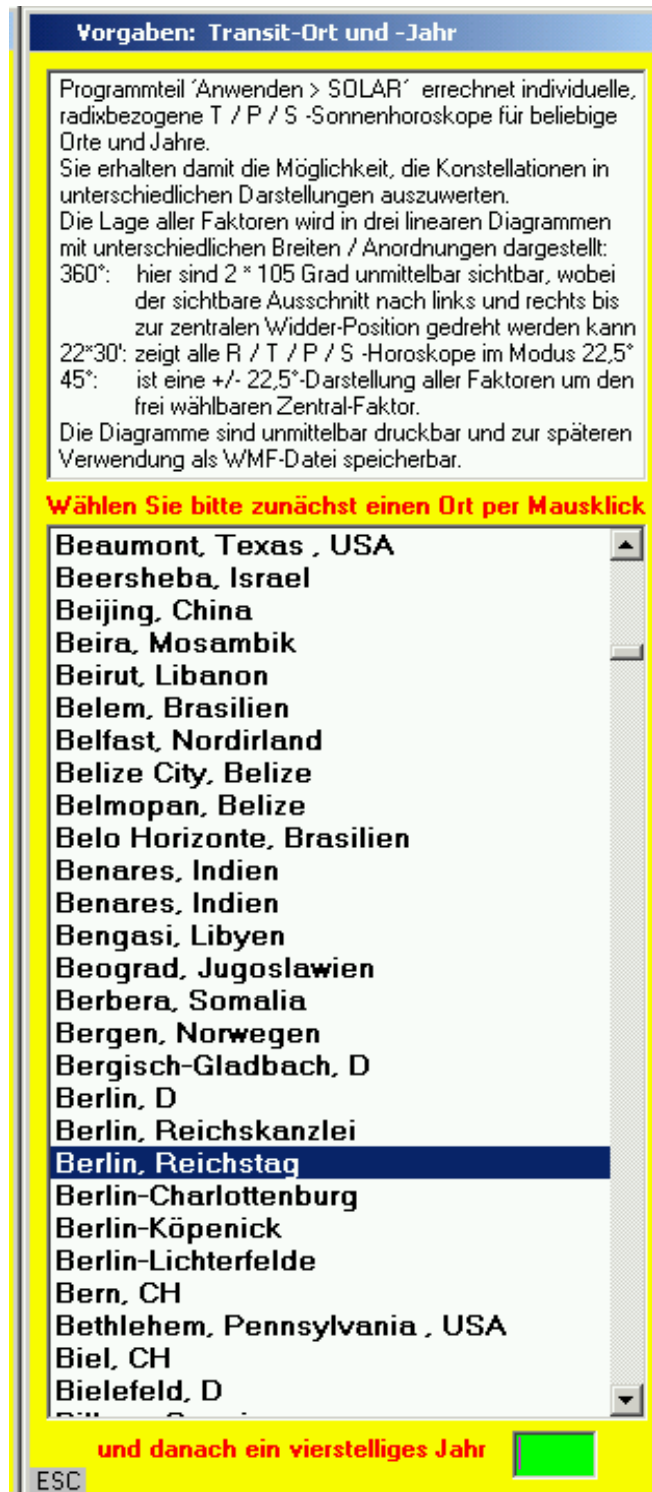 Vorgaben: Transit-Ort und -Jahr
Programmteil ´Anwenden > SOLAR´ errechnet individuelle,
radixbezogene T / P / S -Sonnenhoroskope für beliebige
Orte und Jahre.
Sie erhalten damit die Möglichkeit, die Konstellationen in
unterschiedlichen Darstellungen auszuwerten.
Die Lage aller Faktoren wird in drei linearen Diagrammen
mit unterschiedlichen Breiten / Anordnungen dargestellt:
360°: hier sind 2 * 105 Grad unmittelbar sichtbar, wobei
der sichtbare Ausschnitt nach links und rechts bis
zur zentralen Widder-Position gedreht werden kann
22°30': zeigt alle R / T / P / S -Horoskope im Modus 22,5°
45°: ist eine +/- 22,5°-Darstellung aller Faktoren um den
frei wählbaren Zentral-Faktor.
Die Diagramme sind unmittelbar druckbar und zur späteren
Verwendung als WMF-Datei speicherbar.
Wählen Sie bitte zunächst einen Ort per Mausklick
Beaumont, Texas , USA
Beersheba, Israel
Beijing, China
Beira, Mosambik
Beirut, Libanon
Belem, Brasilien
Belfast, Nordirland
Belize City, Belize
Belmopan, Belize
Belo Horizonte, Brasilien
Benares, Indien
Benares, Indien
Bengasi, Libyen
Beograd, Jugoslawien
Berbera, Somalia
Bergen, Norwegen
Bergisch-Gladbach, D
Berlin, D
Berlin, Reichskanzlei
Berlin, Reichstag
Berlin-Charlottenburg
Berlin-Köpenick
Berlin-Lichterfelde
Bern, CH
Bethlehem, Pennsylvania , USA
Biel, CH
Bielefeld, D
und danach ein vierstelliges Jahr
ESC